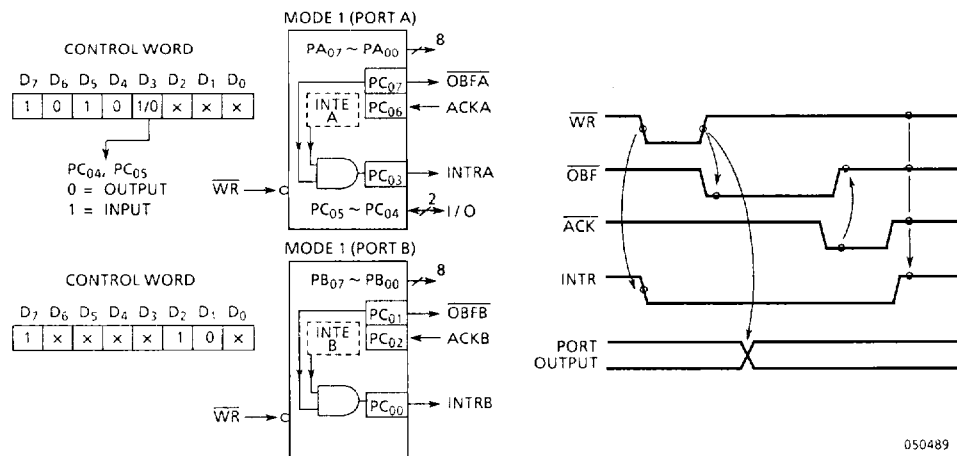 MODE 1 (PORT A)
CONTROL WORD
D7 D6 D5 D4 D3 D2 D1 D0
1 0 1 0 1/0 × × ×
PC04, PC05
0 = OUTPUT
1 = INPUT
PA07 ~ PA00
8
PC07
OBFA
INTE
A
PC06
ACKA
PC03
INTRA
WR
PC05 ~ PC04
2
I/O
MODE 1 (PORT B)
CONTROL WORD
D7 D6 D5 D4 D3 D2 D1 D0
1 × × × × 1 0 ×
PB07 ~ PB00
8
PC01
OBFB
INTE
B
PC02
ACKB
PC00
INTRB
WR
WR
OBF
ACK
INTR
PORT
OUTPUT
050489